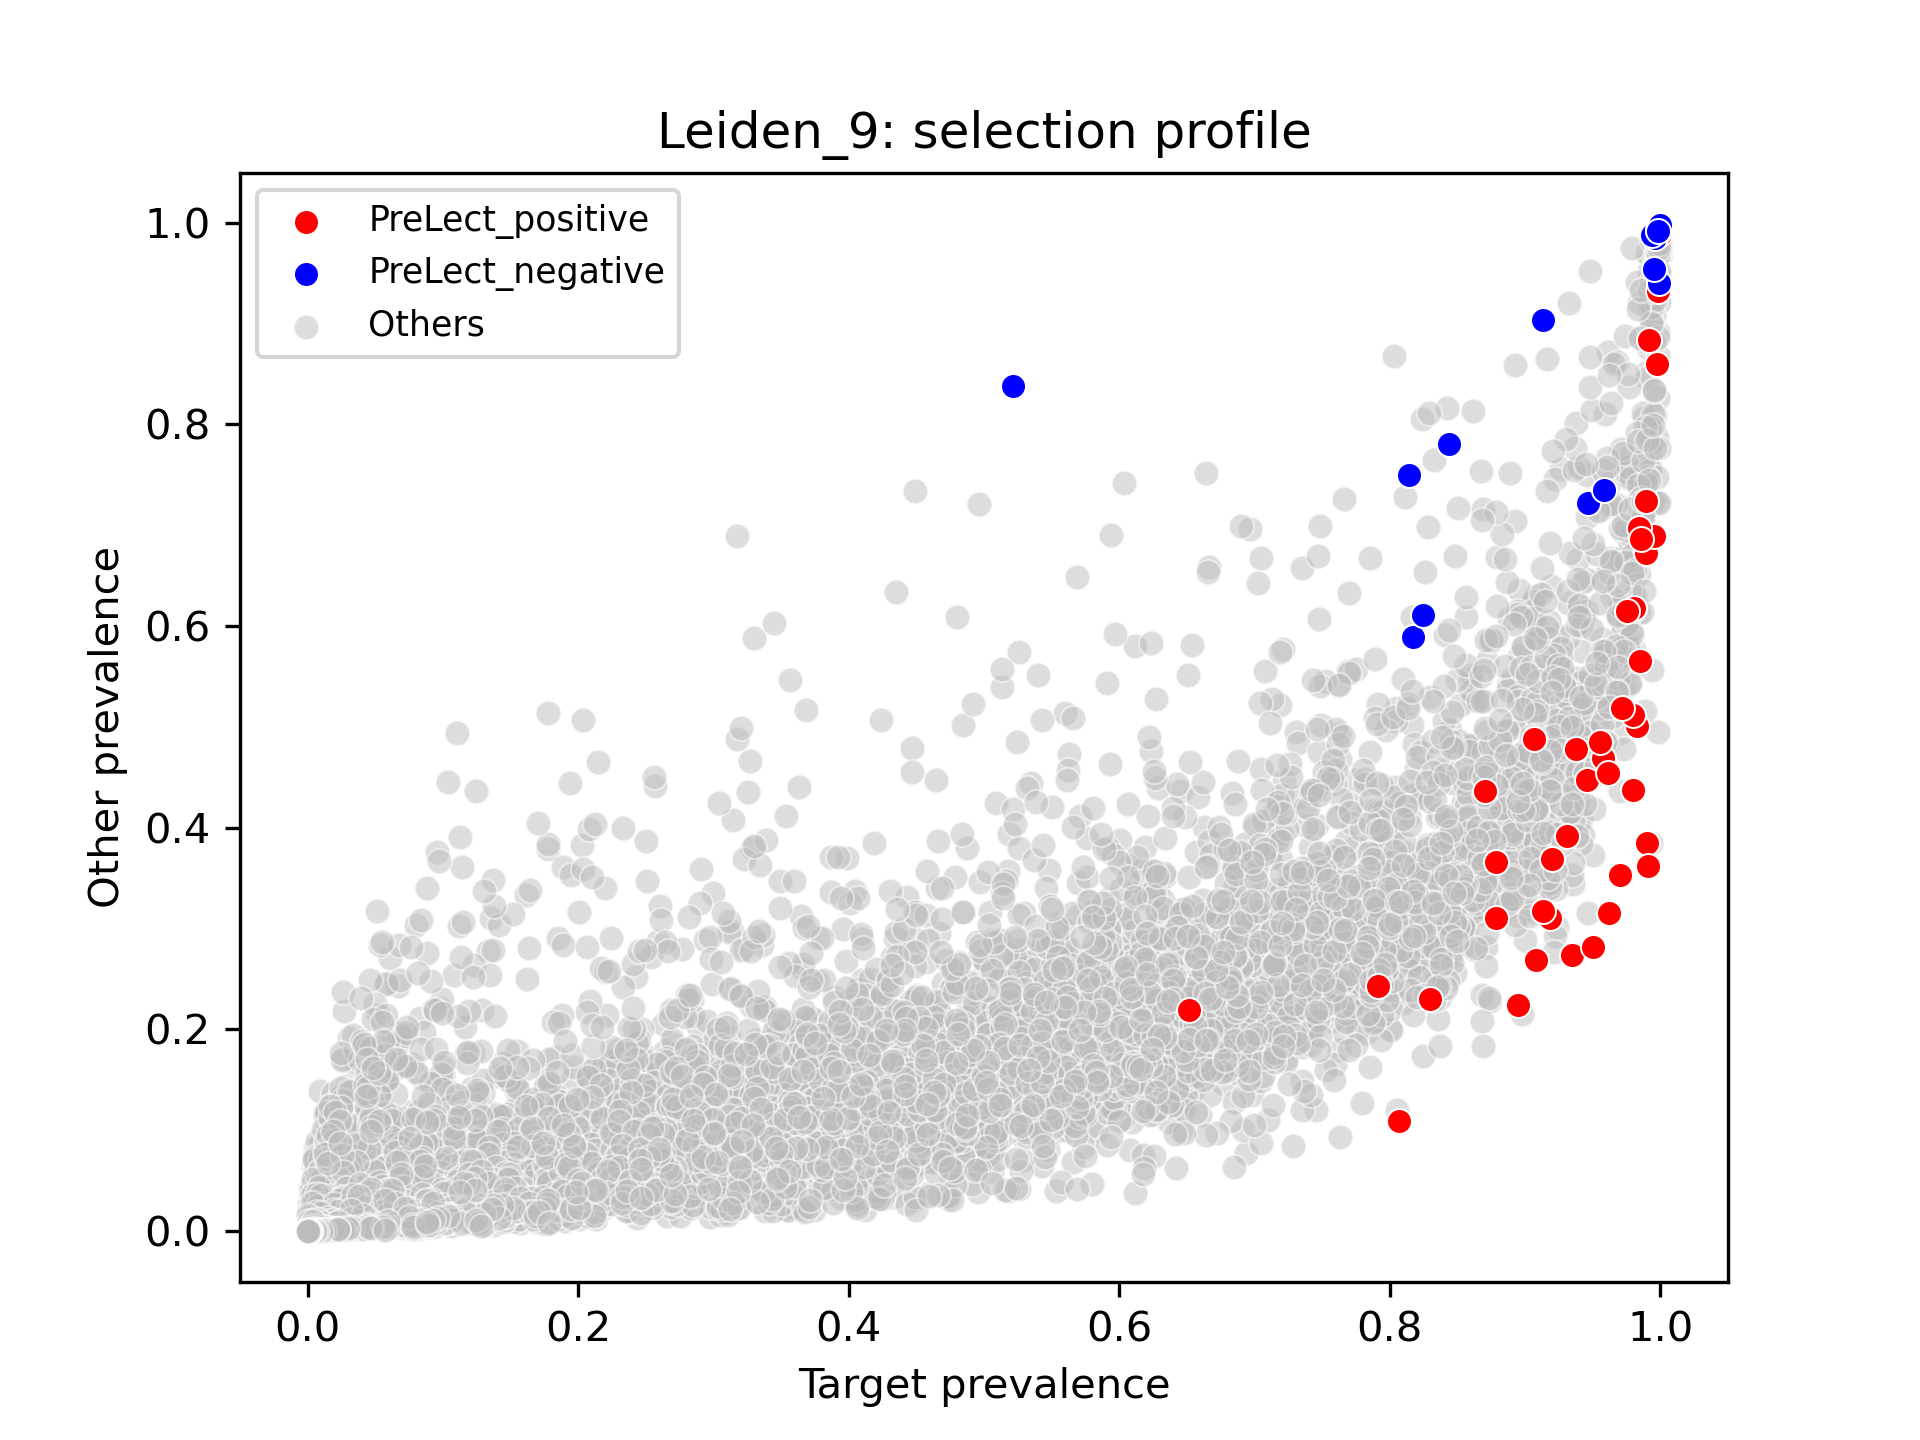 Leiden_9: selection profile
PreLect_positive
PreLect_negative
Others
1.0
0.8
0.6
0.4
0.2
0.0
Other prevalence
0.0 0.2 0.4 0.6 0.8 1.0
Target prevalence